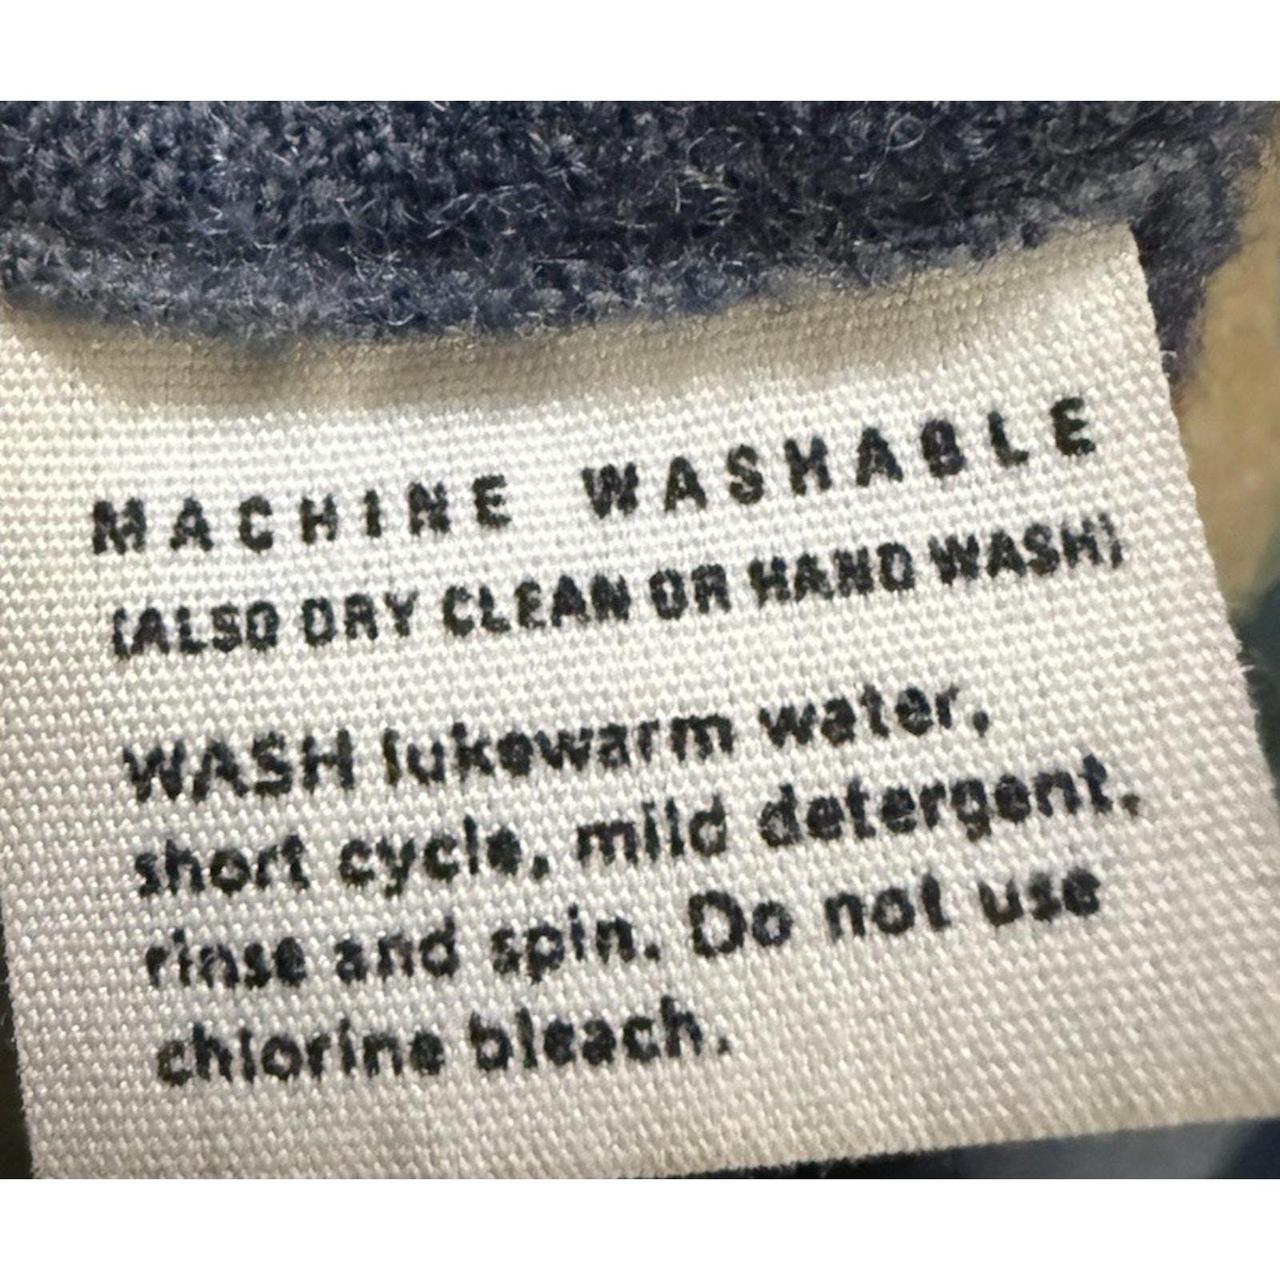 MACHINE WASHABLE
(ALSO DRY CLEAN OR HAND WASH)
WASH lukewarm water,
short cycle, mild detergent,
rinse and spin. Do not use
chlorine bleach.